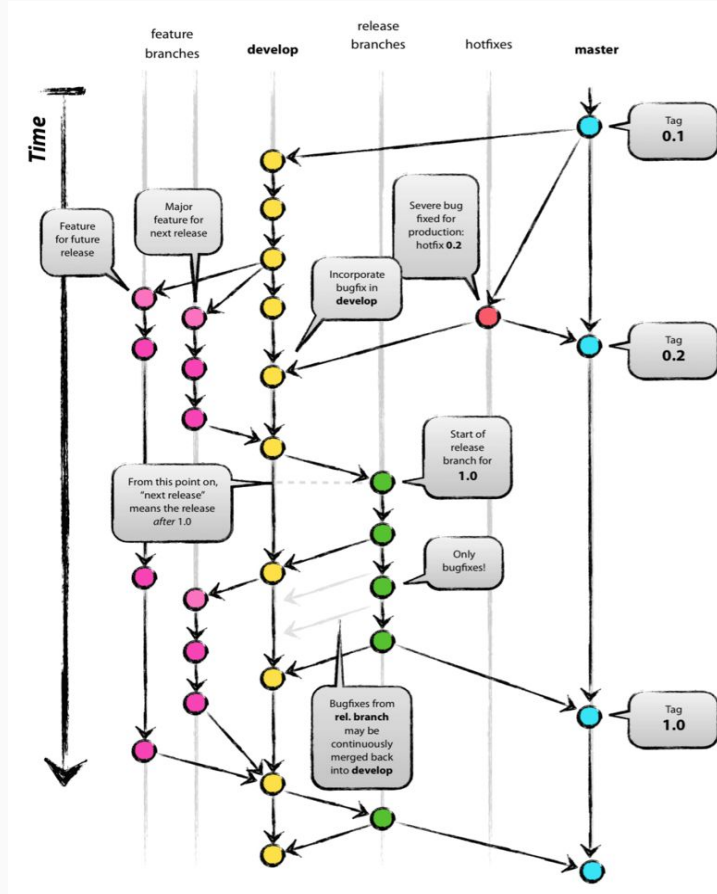 feature
branches
develop
release
branches
hotfixes
master
Time
Tag
0.1
Feature
for future
release
Major
feature for
next release
Severe bug
fixed for
production:
hotfix 0.2
Incorporate
bugfix in
develop
Tag
0.2
Start of
release
branch for
1.0
From this point on,
“next release”
means the release
after 1.0
Only
bugfixes!
Bugfixes from
rel. branch
may be
continuously
merged back
into develop
Tag
1.0